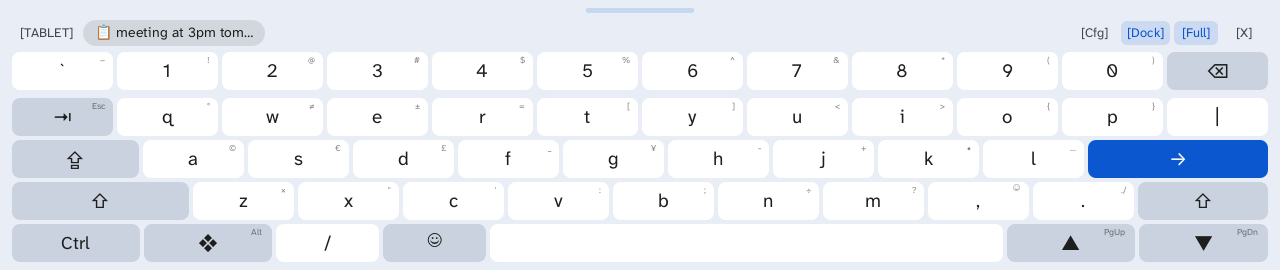 [TABLET] 📋 meeting at 3pm tom... [Cfg] [Dock] [Full] [X]
` ~ 1 ! 2 @ 3 # 4 $ 5 % 6 ^ 7 & 8 * 9 ( 0 )
Esc q w ≠ e ± r = t [ y ] u < i > o { p } |
a © s € d £ f _ g ¥ h - j + k • l
z × x " c ' v : b ; n ÷ m ? , ☺ . ./
Ctrl Alt / ☺ PgUp PgDn